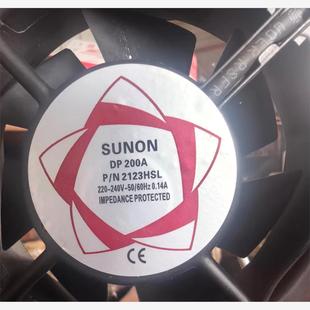 SUNON
DP 200A
P/N 2123HSL
220-240V~50/60Hz 0.14A
IMPEDANCE PROTECTED
CE